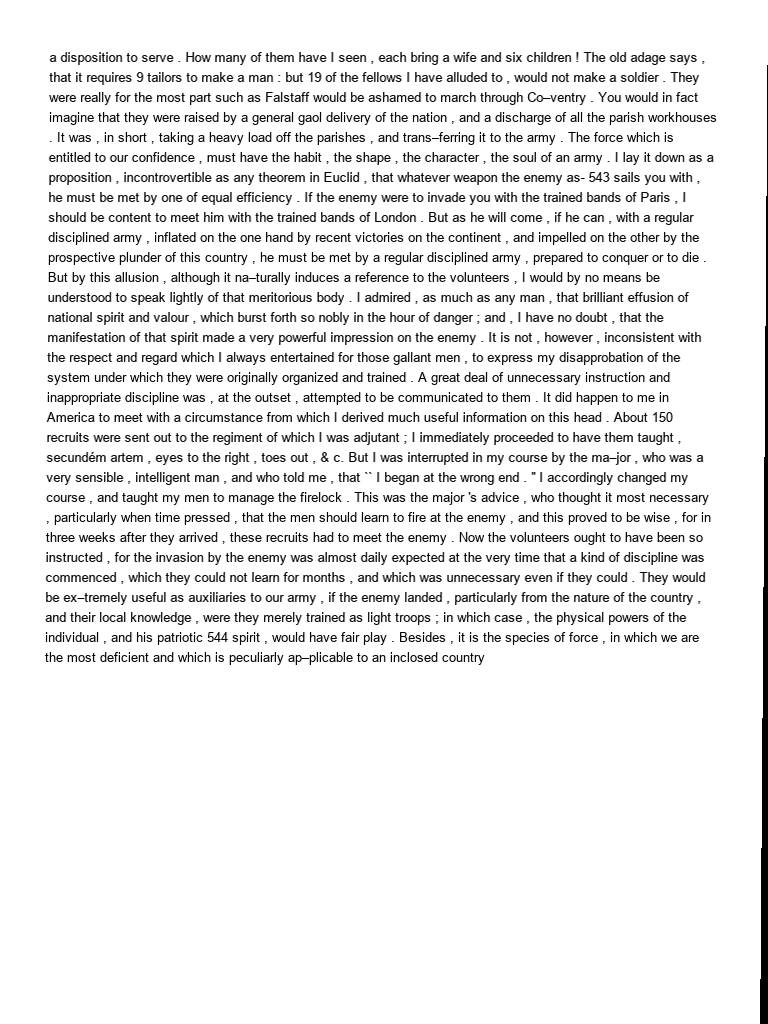 a disposition to serve . How many of them have I seen , each bring a wife and six children ! The old adage says ,
that it requires 9 tailors to make a man : but 19 of the fellows I have alluded to , would not make a soldier . They
were really for the most part such as Falstaff would be ashamed to march through Co–ventry . You would in fact
imagine that they were raised by a general gaol delivery of the nation , and a discharge of all the parish workhouses
. It was , in short , taking a heavy load off the parishes , and trans–ferring it to the army . The force which is
entitled to our confidence , must have the habit , the shape , the character , the soul of an army . I lay it down as a
proposition , incontrovertible as any theorem in Euclid , that whatever weapon the enemy as- 543 sails you with ,
he must be met by one of equal efficiency . If the enemy were to invade you with the trained bands of Paris , I
should be content to meet him with the trained bands of London . But as he will come , if he can , with a regular
disciplined army , inflated on the one hand by recent victories on the continent , and impelled on the other by the
prospective plunder of this country , he must be met by a regular disciplined army , prepared to conquer or to die .
But by this allusion , although it na–turally induces a reference to the volunteers , I would by no means be
understood to speak lightly of that meritorious body . I admired , as much as any man , that brilliant effusion of
national spirit and valour , which burst forth so nobly in the hour of danger ; and , I have no doubt , that the
manifestation of that spirit made a very powerful impression on the enemy . It is not , however , inconsistent with
the respect and regard which I always entertained for those gallant men , to express my disapprobation of the
system under which they were originally organized and trained . A great deal of unnecessary instruction and
inappropriate discipline was , at the outset , attempted to be communicated to them . It did happen to me in
America to meet with a circumstance from which I derived much useful information on this head . About 150
recruits were sent out to the regiment of which I was adjutant ; I immediately proceeded to have them taught ,
secundém artem , eyes to the right , toes out , & c. But I was interrupted in my course by the ma–jor , who was a
very sensible , intelligent man , and who told me , that `` I began at the wrong end . " I accordingly changed my
course , and taught my men to manage the firelock . This was the major 's advice , who thought it most necessary
, particularly when time pressed , that the men should learn to fire at the enemy , and this proved to be wise , for in
three weeks after they arrived , these recruits had to meet the enemy . Now the volunteers ought to have been so
instructed , for the invasion by the enemy was almost daily expected at the very time that a kind of discipline was
commenced , which they could not learn for months , and which was unnecessary even if they could . They would
be ex–tremely useful as auxiliaries to our army , if the enemy landed , particularly from the nature of the country ,
and their local knowledge , were they merely trained as light troops ; in which case , the physical powers of the
individual , and his patriotic 544 spirit , would have fair play . Besides , it is the species of force , in which we are
the most deficient and which is peculiarly ap–plicable to an inclosed country